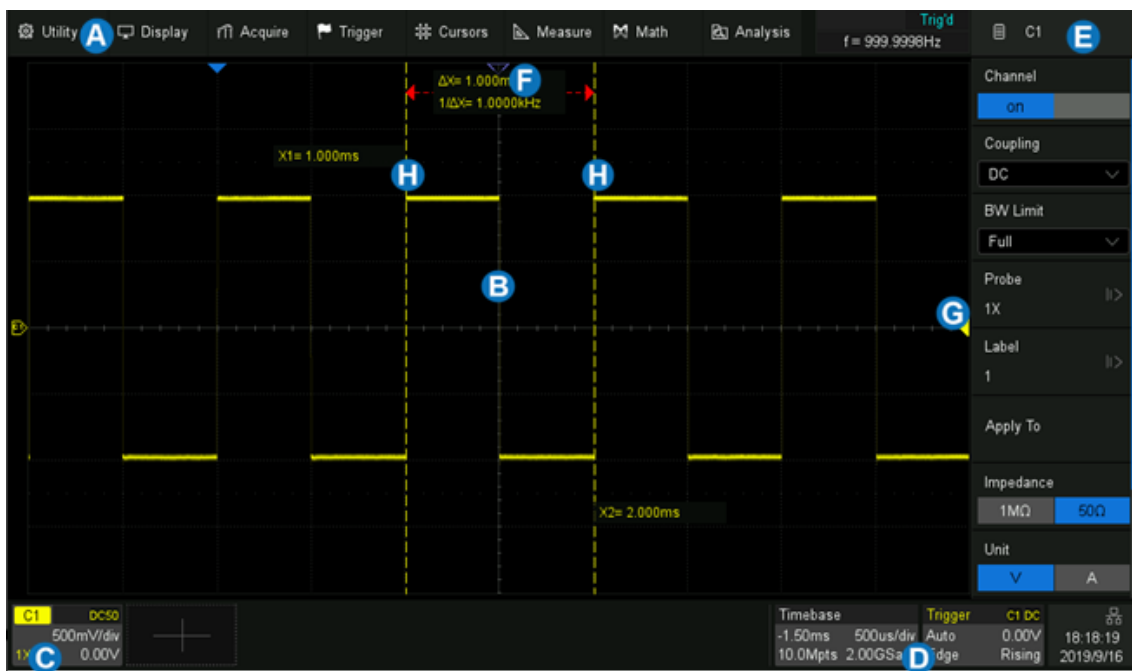 Utility A Display Acquire Trigger Cursors Measure Math Analysis
Trig'd
f = 999.9998Hz
C1 E
ΔX= 1.000m F
1/ΔX= 1.0000kHz
X1= 1.000ms
H H
B
G
X2= 2.000ms
Channel
on
Coupling
DC
BW Limit
Full
Probe
1X
Label
1
Apply To
Impedance
1MΩ 50Ω
Unit
V A
C1 DC50
500mV/div
1X C 0.00V
Timebase
-1.50ms 500us/div
10.0Mpts 2.00GSa D
Trigger C1 DC
Auto 0.00V
Rising
18:18:19
2019/9/16